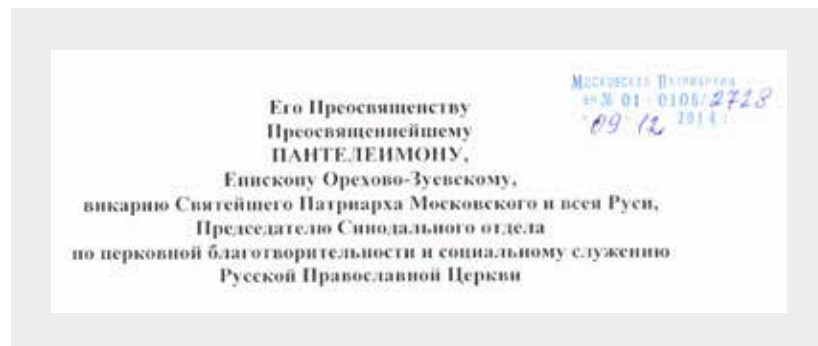 Московская Патриархия
№ 01-0106/2728
09 12 2014
Его Преосвященству
Преосвященнейшему
ПАНТЕЛЕИМОНУ,
Епископу Орехово-Зуевскому,
викарию Святейшего Патриарха Московского и всея Руси,
Председателю Синодального отдела
по церковной благотворительности и социальному служению
Русской Православной Церкви